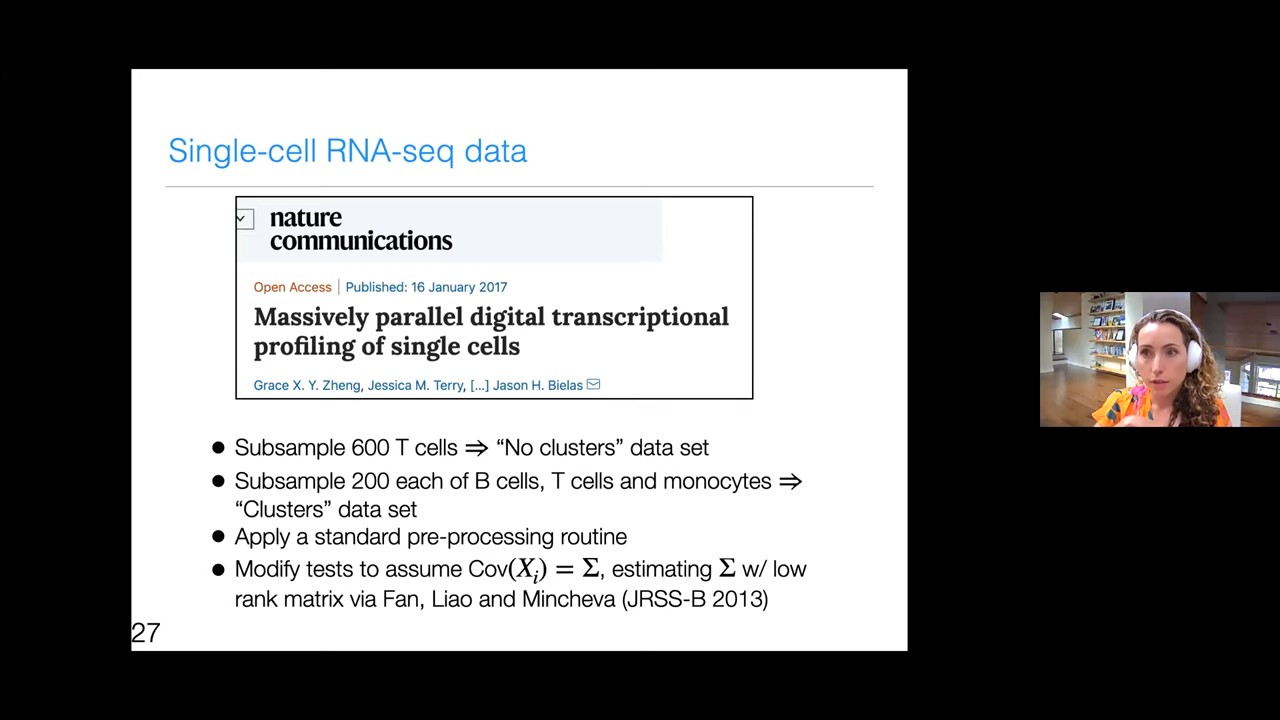 Single-cell RNA-seq data
nature
communications
Open Access | Published: 16 January 2017
Massively parallel digital transcriptional
profiling of single cells
Grace X. Y. Zheng, Jessica M. Terry, [...] Jason H. Bielas
● Subsample 600 T cells ⇒ “No clusters” data set
● Subsample 200 each of B cells, T cells and monocytes ⇒
“Clusters” data set
● Apply a standard pre-processing routine
● Modify tests to assume Cov(Xᵢ) = Σ, estimating Σ w/ low
rank matrix via Fan, Liao and Mincheva (JRSS-B 2013)
27